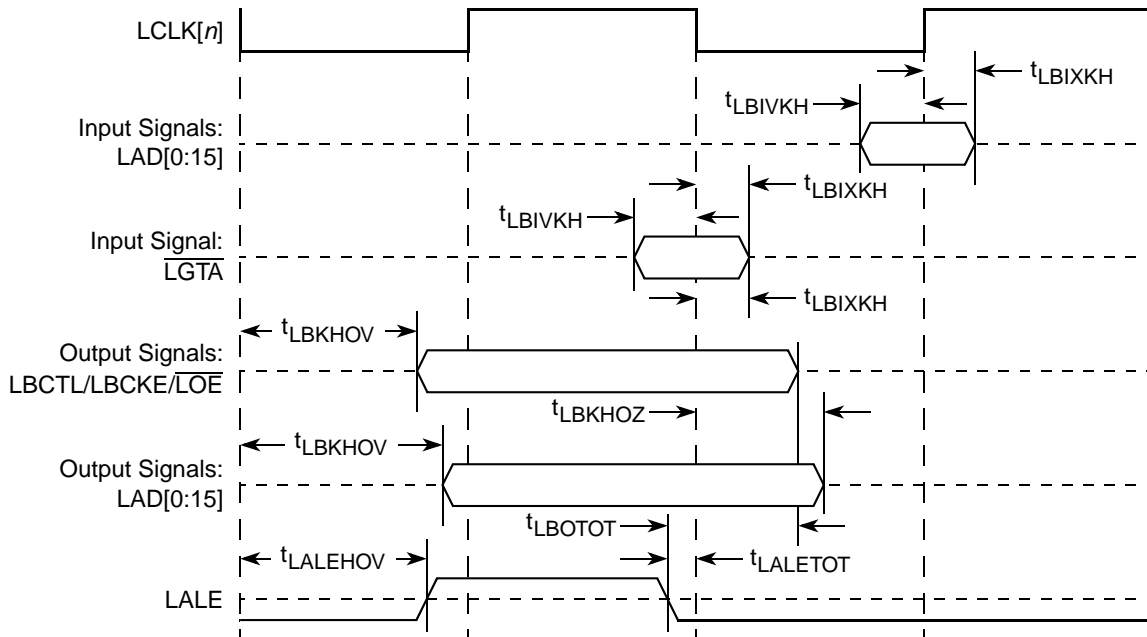 LCLK[n]
tLBIXKH
tLBIVKH
Input Signals:
LAD[0:15]
tLBIXKH
tLBIVKH
Input Signal:
LGTA
tLBIXKH
tLBKHOV
Output Signals:
LBCTL/LBCKE/LOE
tLBKHOZ
tLBKHOV
Output Signals:
LAD[0:15]
tLBOTOT
tLALEHOV
tLALETOT
LALE